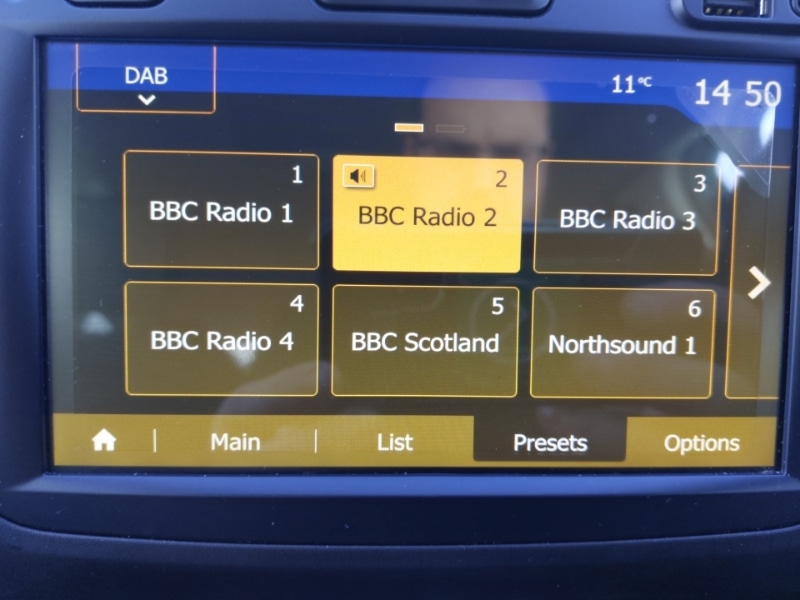 DAB
11°C
14 50
1
BBC Radio 1
2
BBC Radio 2
3
BBC Radio 3
4
BBC Radio 4
5
BBC Scotland
6
Northsound 1
Main
List
Presets
Options